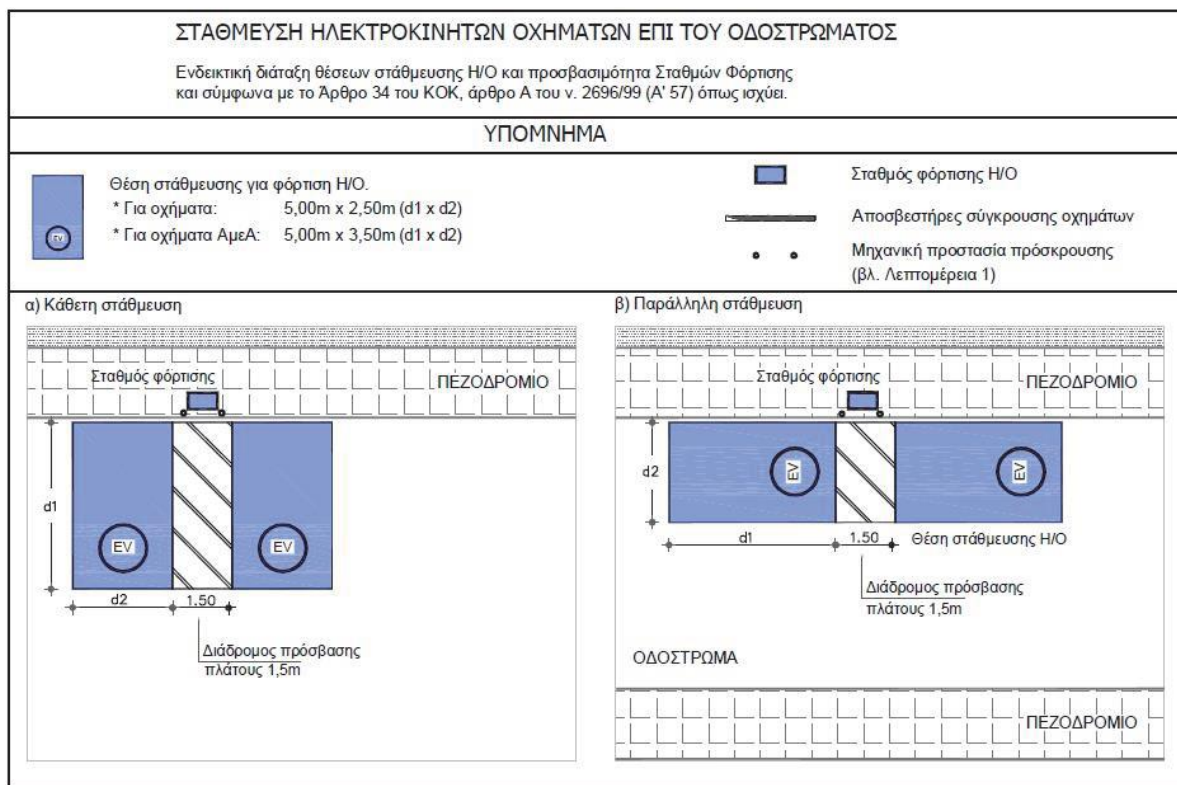 ΣΤΑΘΜΕΥΣΗ ΗΛΕΚΤΡΟΚΙΝΗΤΩΝ ΟΧΗΜΑΤΩΝ ΕΠΙ ΤΟΥ ΟΔΟΣΤΡΩΜΑΤΟΣ
Ενδεικτική διάταξη θέσεων στάθμευσης Η/Ο και προσβασιμότητα Σταθμών Φόρτισης
και σύμφωνα με το Άρθρο 34 του ΚΟΚ, άρθρο Α του ν. 2696/99 (Α' 57) όπως ισχύει.
ΥΠΟΜΝΗΜΑ
EV
Θέση στάθμευσης για φόρτιση Η/Ο.
* Για οχήματα: 5,00m x 2,50m (d1 x d2)
* Για οχήματα ΑμεΑ: 5,00m x 3,50m (d1 x d2)
Σταθμός φόρτισης Η/Ο
Αποσβεστήρες σύγκρουσης οχημάτων
Μηχανική προστασία πρόσκρουσης
(βλ. Λεπτομέρεια 1)
α) Κάθετη στάθμευση
Σταθμός φόρτισης
ΠΕΖΟΔΡΟΜΙΟ
d1
EV
EV
d2
1.50
Διάδρομος πρόσβασης
πλάτους 1,5m
β) Παράλληλη στάθμευση
Σταθμός φόρτισης
ΠΕΖΟΔΡΟΜΙΟ
d2
EV
EV
d1
1.50
Θέση στάθμευσης Η/Ο
Διάδρομος πρόσβασης
πλάτους 1,5m
ΟΔΟΣΤΡΩΜΑ
ΠΕΖΟΔΡΟΜΙΟ